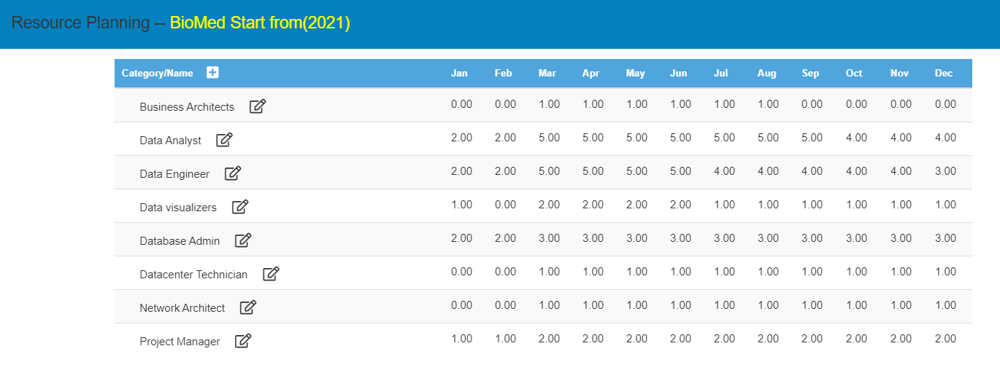 Resource Planning -- BioMed Start from(2021)
Category/Name Jan Feb Mar Apr May Jun Jul Aug Sep Oct Nov Dec
Business Architects 0.00 0.00 1.00 1.00 1.00 1.00 1.00 1.00 0.00 0.00 0.00 0.00
Data Analyst 2.00 2.00 5.00 5.00 5.00 5.00 5.00 5.00 5.00 4.00 4.00 4.00
Data Engineer 2.00 2.00 5.00 5.00 5.00 5.00 4.00 4.00 4.00 4.00 4.00 3.00
Data visualizers 1.00 0.00 2.00 2.00 2.00 2.00 1.00 1.00 1.00 1.00 1.00 1.00
Database Admin 2.00 2.00 3.00 3.00 3.00 3.00 3.00 3.00 3.00 3.00 3.00 3.00
Datacenter Technician 0.00 0.00 1.00 1.00 1.00 1.00 1.00 1.00 1.00 1.00 1.00 1.00
Network Architect 0.00 0.00 1.00 1.00 1.00 1.00 1.00 1.00 1.00 1.00 1.00 1.00
Project Manager 1.00 1.00 2.00 2.00 2.00 2.00 2.00 2.00 2.00 2.00 2.00 2.00